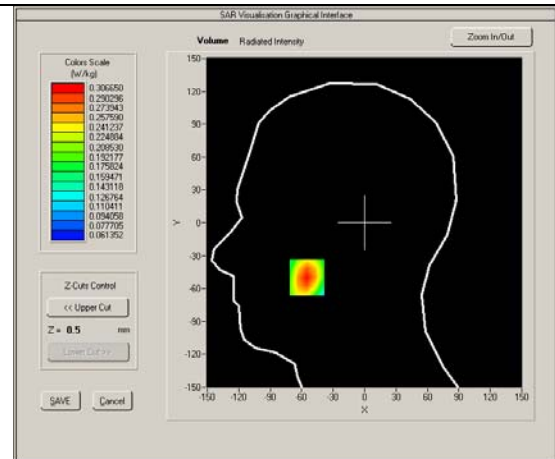 SAR Visualisation Graphical Interface
Volume Radiated Intensity
Zoom In/Out
Colors Scale
(W/kg)
0.306650
0.290296
0.273943
0.257590
0.241237
0.224884
0.208530
0.192177
0.175824
0.159471
0.143118
0.126764
0.110411
0.094058
0.077705
0.061352
Z-Cuts Control
<< Upper Cut
Z = 0.5 mm
Lower Cut >>
SAVE Cancel
150
120
90
60
30
0
-30
-60
-90
-120
-150
Y
-150 -120 -90 -60 -30 0 30 60 90 120 150
X